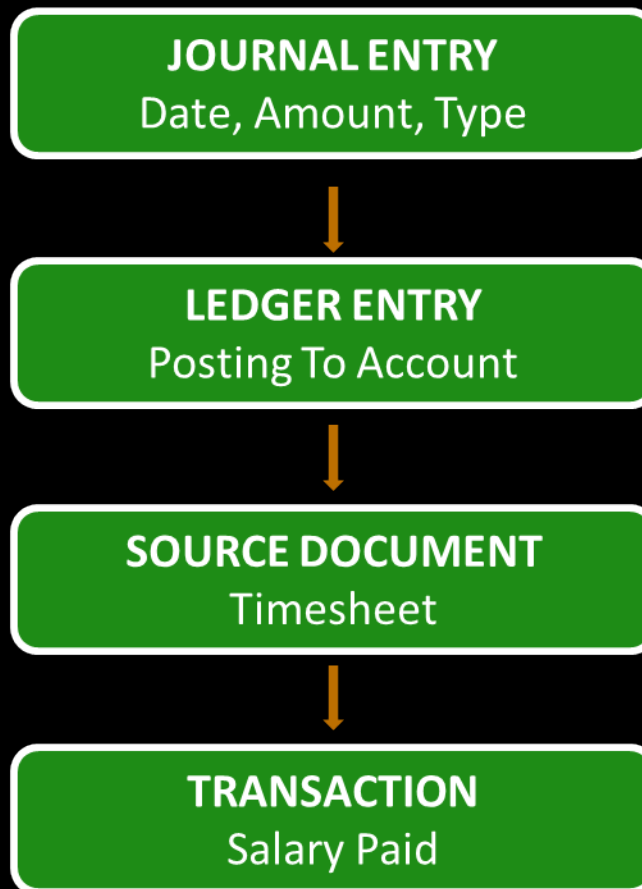 JOURNAL ENTRY
Date, Amount, Type
LEDGER ENTRY
Posting To Account
SOURCE DOCUMENT
Timesheet
TRANSACTION
Salary Paid